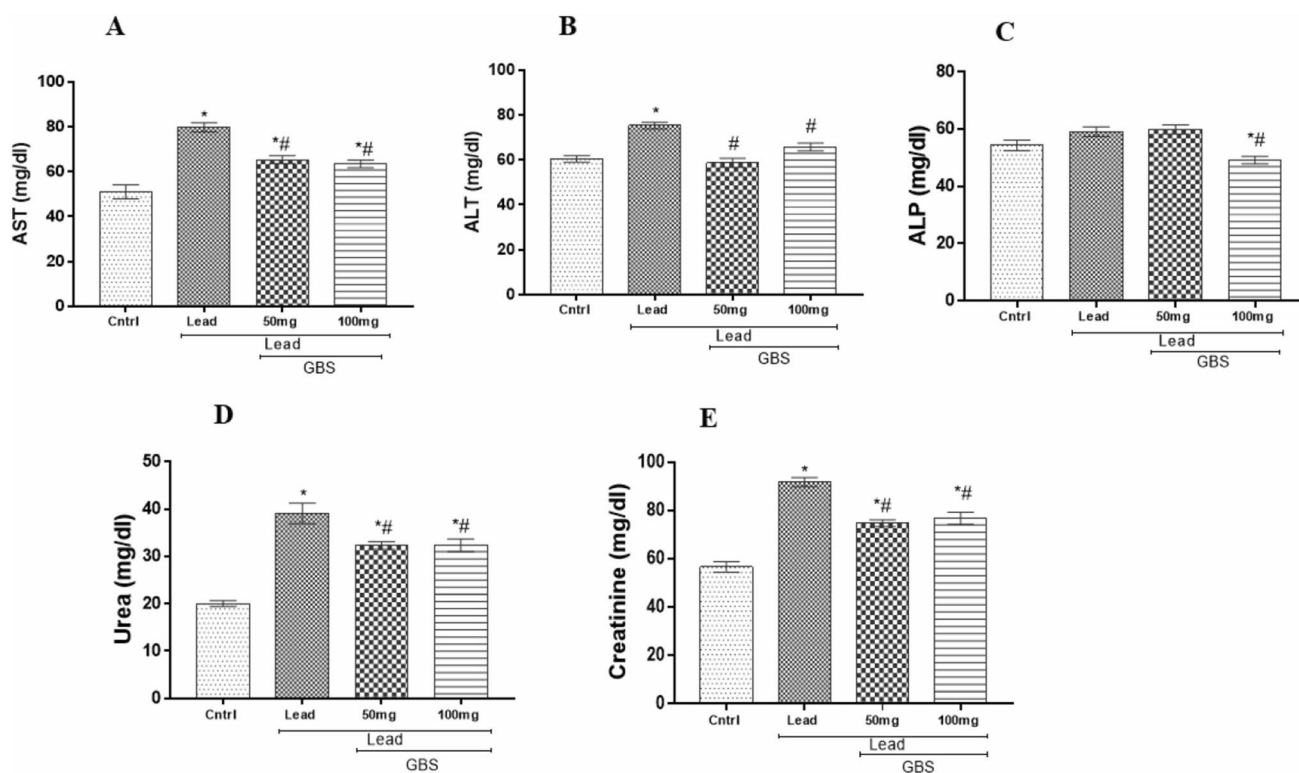 A
AST (mg/dl)
100
80
60
40
20
0
*
*#
*#
Cntrl Lead 50mg 100mg
Lead
GBS
B
ALT (mg/dl)
100
80
60
40
20
0
*
#
#
Cntrl Lead 50mg 100mg
Lead
GBS
C
ALP (mg/dl)
80
60
40
20
0
*#
Cntrl Lead 50mg 100mg
Lead
GBS
D
Urea (mg/dl)
50
40
30
20
10
0
*
*#
*#
Cntrl Lead 50mg 100mg
Lead
GBS
E
Creatinine (mg/dl)
100
80
60
40
20
0
*
*#
*#
Cntrl Lead 50mg 100mg
Lead
GBS